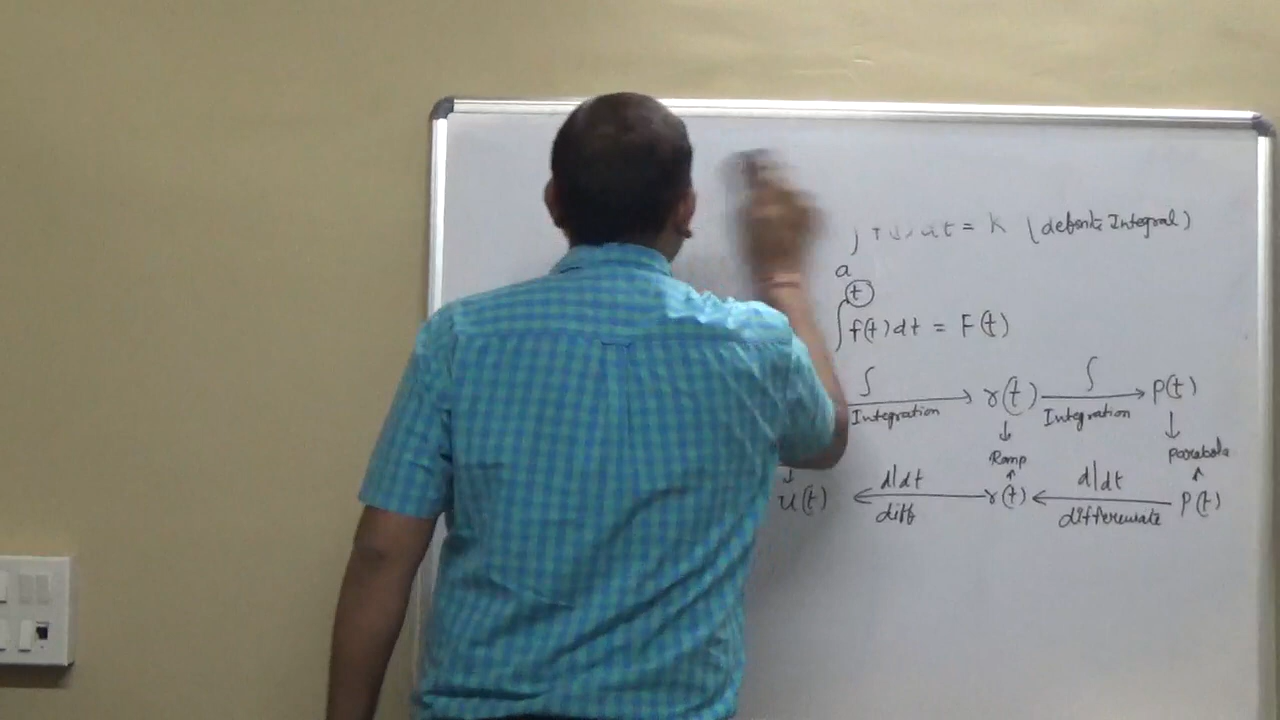 dt = K (definite Integral)
a
t
∫f(t)dt = F(t)
∫ ∫
r(t) P(t)
Integration Integration
↓ ↓ ↓
Ramp parabola
d/dt d/dt
u(t) ← r(t) ← P(t)
diff differentiate